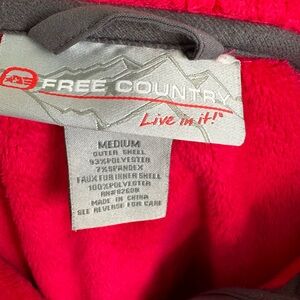 FREE COUNTRY
Live in it!®
MEDIUM
OUTER SHELL
93%POLYESTER
7%SPANDEX
FAUX FUR INNER SHELL
100%POLYESTER
MADE IN CHINA
SEE REVERSE FOR CARE